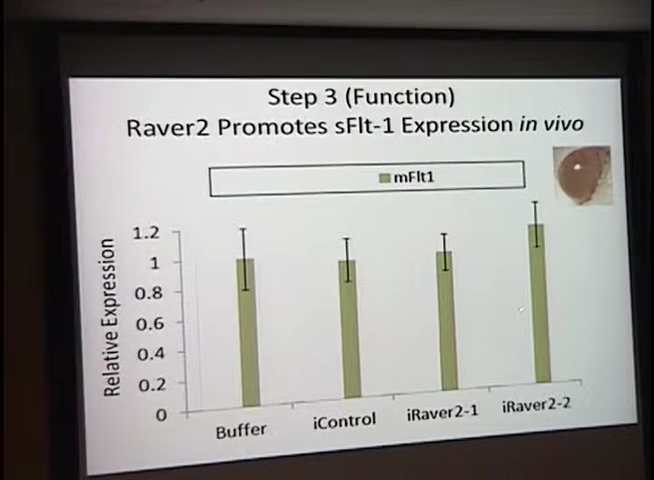 Step 3 (Function)
Raver2 Promotes sFlt-1 Expression in vivo
mFlt1
Relative Expression
1.2
1
0.8
0.6
0.4
0.2
0
Buffer iControl iRaver2-1 iRaver2-2